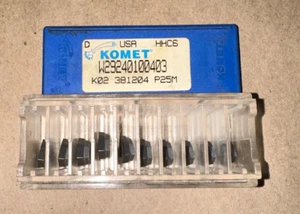 D USA HHC6
KOMET
W29240100403
K02 381204 P25M